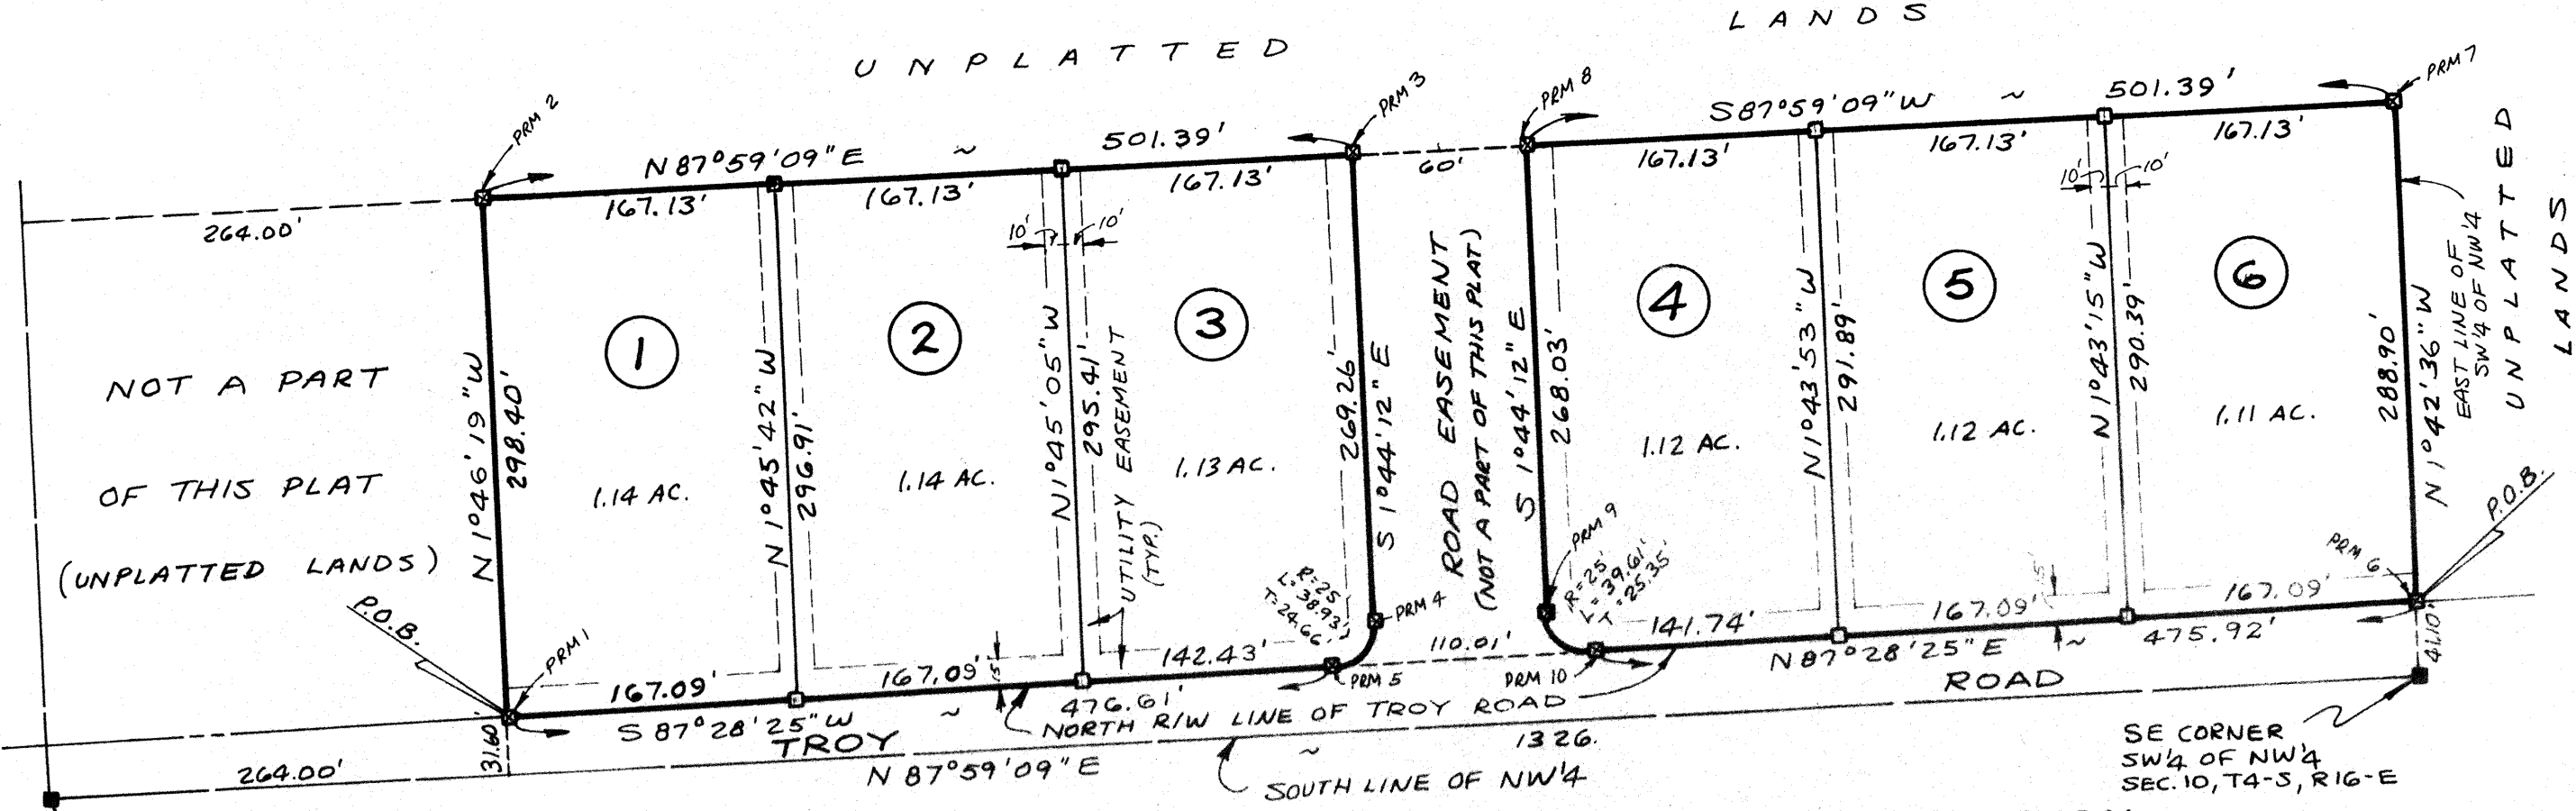 LANDS
UNPLATTED
PRM 2
PRM 3
PRM 8
PRM 7
N 87°59'09" E ~ 501.39'
S 87°59'09" W ~ 501.39'
264.00'
167.13'
167.13'
167.13'
60'
167.13'
167.13'
167.13'
10' 10'
10' 10'
1
2
3
4
5
6
NOT A PART
OF THIS PLAT
(UNPLATTED LANDS)
N 1°46'19" W
298.40'
1.14 AC.
N 1°45'42" W
296.91'
1.14 AC.
N 1°45'05" W
295.41'
UTILITY EASEMENT
(TYP.)
1.13 AC.
269.26'
S 1°44'12" E
ROAD EASEMENT
(NOT A PART OF THIS PLAT)
S 1°44'12" E
268.03'
1.12 AC.
N 1°43'53" W
291.89'
1.12 AC.
N 1°43'15" W
290.39'
1.11 AC.
288.90'
N 1°42'36" W
EAST LINE OF
SW'4 OF NW'4
UNPLATTED
LANDS
P.O.B.
PRM 1
R=25'
L=38.93'
T=24.66'
PRM 4
PRM 5
PRM 9
R=25'
L=39.61'
T=25.35'
PRM 10
PRM 6
P.O.B.
167.09'
167.09'
15'
142.43'
110.01'
141.74'
167.09'
15'
167.09'
S 87°28'25" W ~ 476.61'
N 87°28'25" E ~ 475.92'
NORTH R/W LINE OF TROY ROAD
TROY
ROAD
31.60'
41.10'
264.00'
N 87°59'09" E ~ 1326.
SOUTH LINE OF NW'4
SE CORNER
SW'4 OF NW'4
SEC. 10, T4-S, R16-E